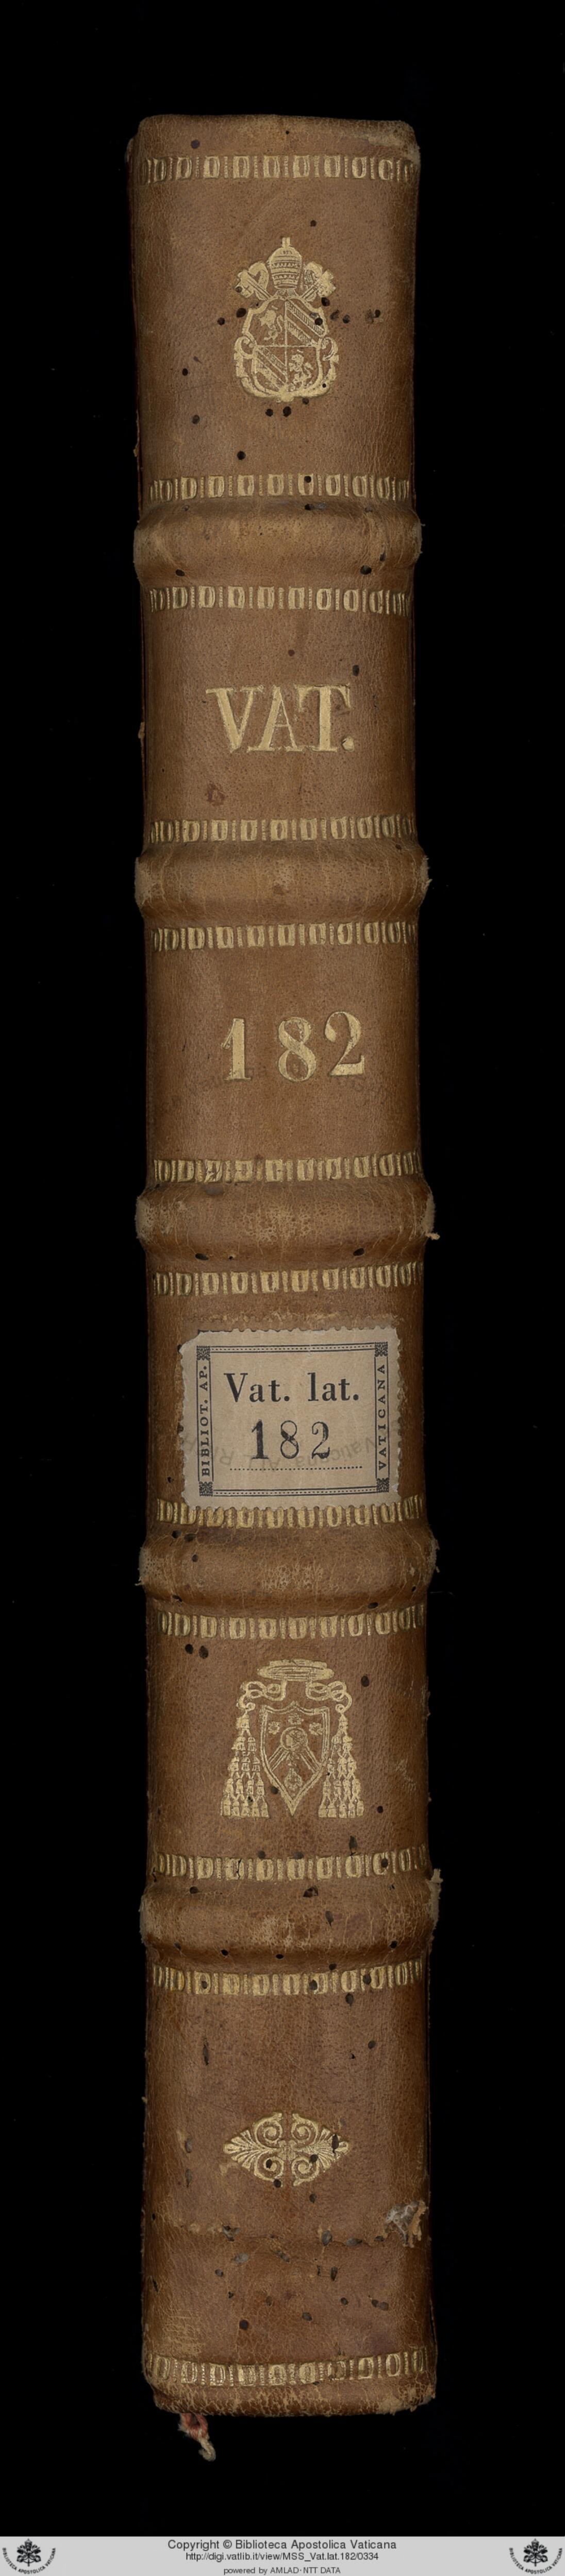 VAT.
182
BIBLIOT. AP.
Vat. lat.
182
VATICANA
Copyright © Biblioteca Apostolica Vaticana
http://digi.vatlib.it/view/MSS_Vat.lat.182/0334
powered by AMLAD·NTT DATA